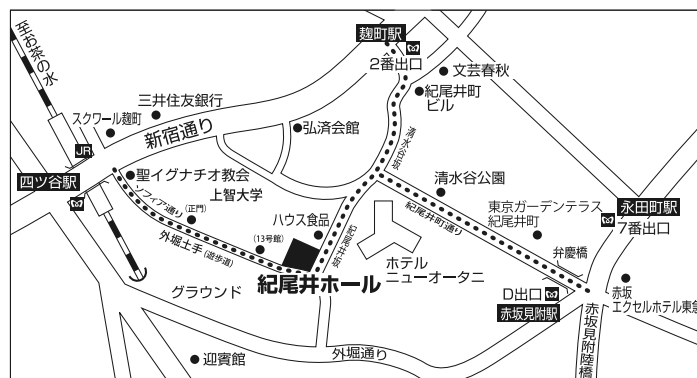 至お茶の水
麹町駅
2番出口
文芸春秋
紀尾井町
ビル
三井住友銀行
スクワール麹町
新宿通り
弘済会館
清水谷坂
JR
四ツ谷駅
聖イグナチオ教会
ソフィア通り
上智大学
(正門)
清水谷公園
外堀土手(遊歩道)
(13号館)
ハウス食品
紀尾井坂
紀尾井町通り
東京ガーデンテラス
紀尾井町
永田町駅
7番出口
弁慶橋
紀尾井ホール
ホテル
ニューオータニ
グラウンド
D出口
赤坂見附駅
赤坂
エクセルホテル東急
迎賓館
外堀通り
赤坂見附陸橋